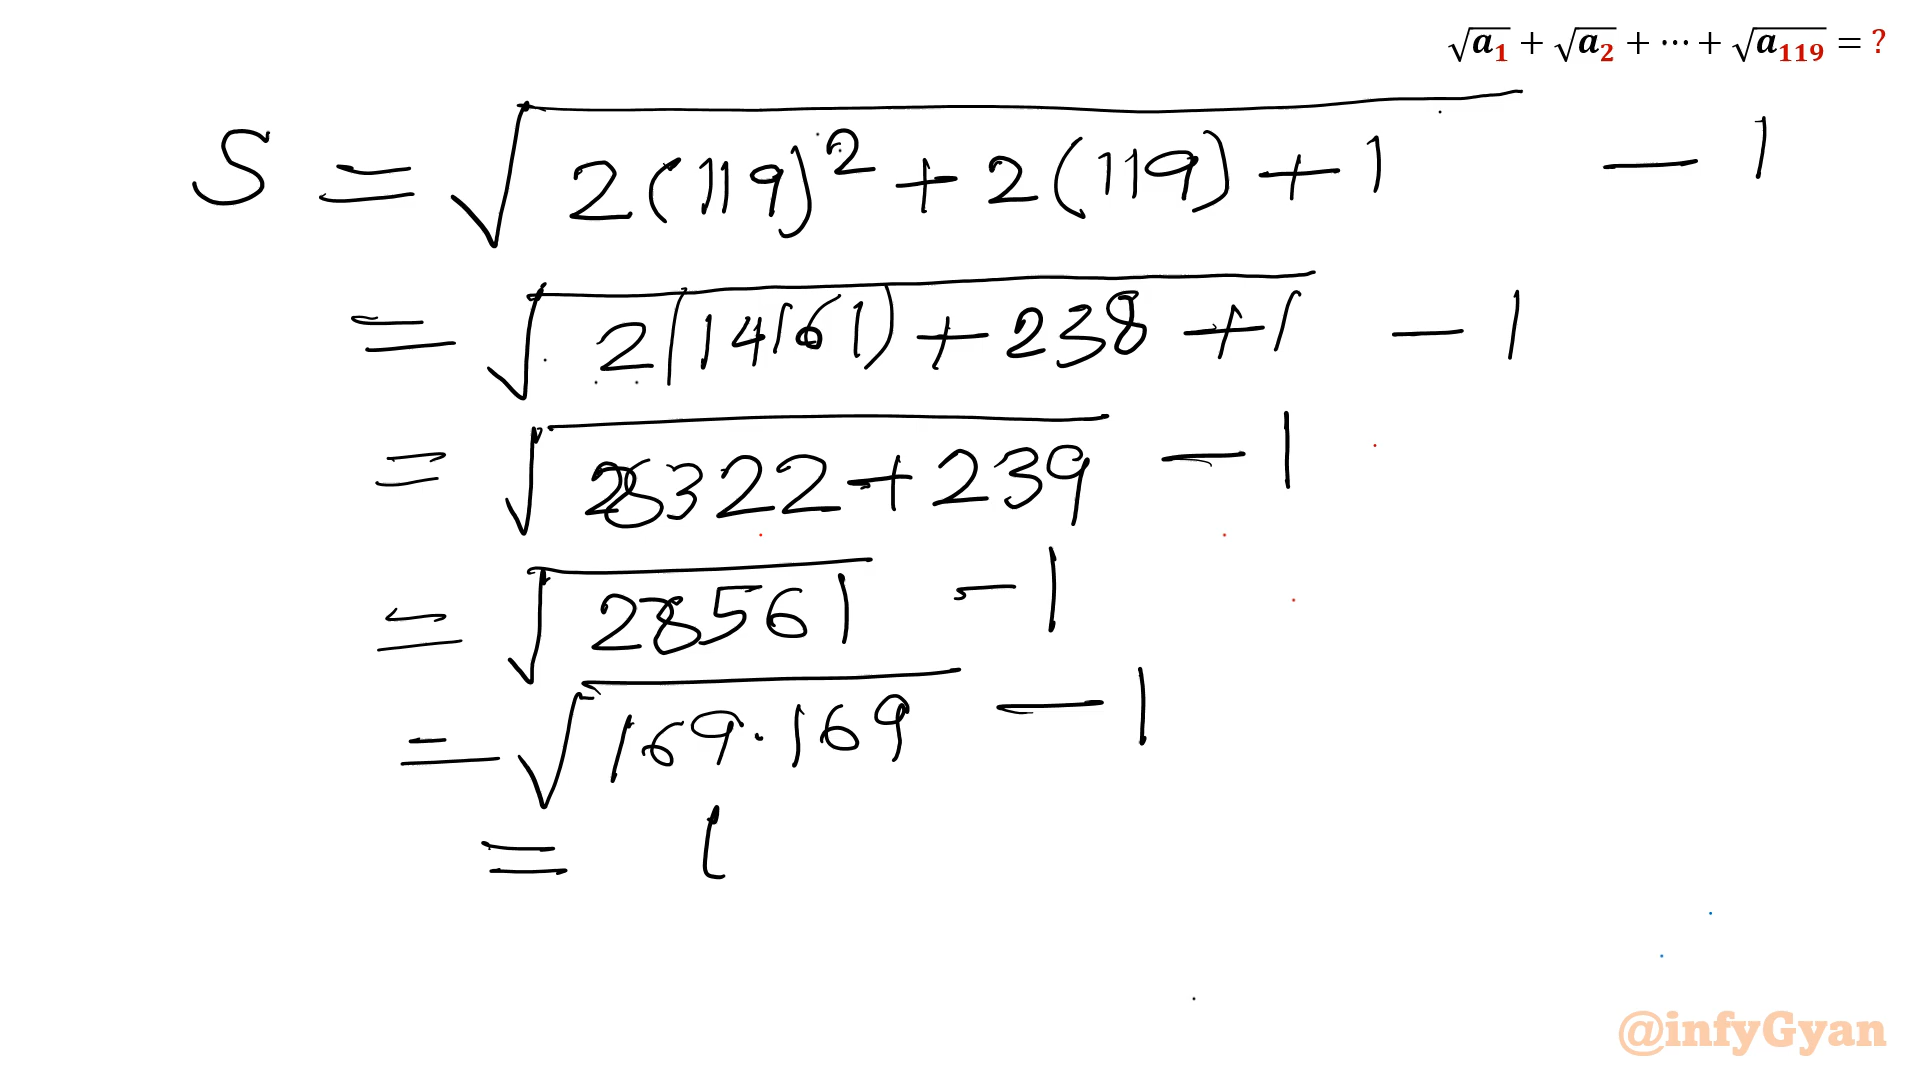 √a₁ + √a₂ + ⋯ + √a₁₁₉ = ?
S = √(2(119)² + 2(119) + 1) − 1
= √(2(14161) + 238 + 1) − 1
= √(28322 + 239) − 1
= √28561 − 1
= √(169·169) − 1
=
@infyGyan